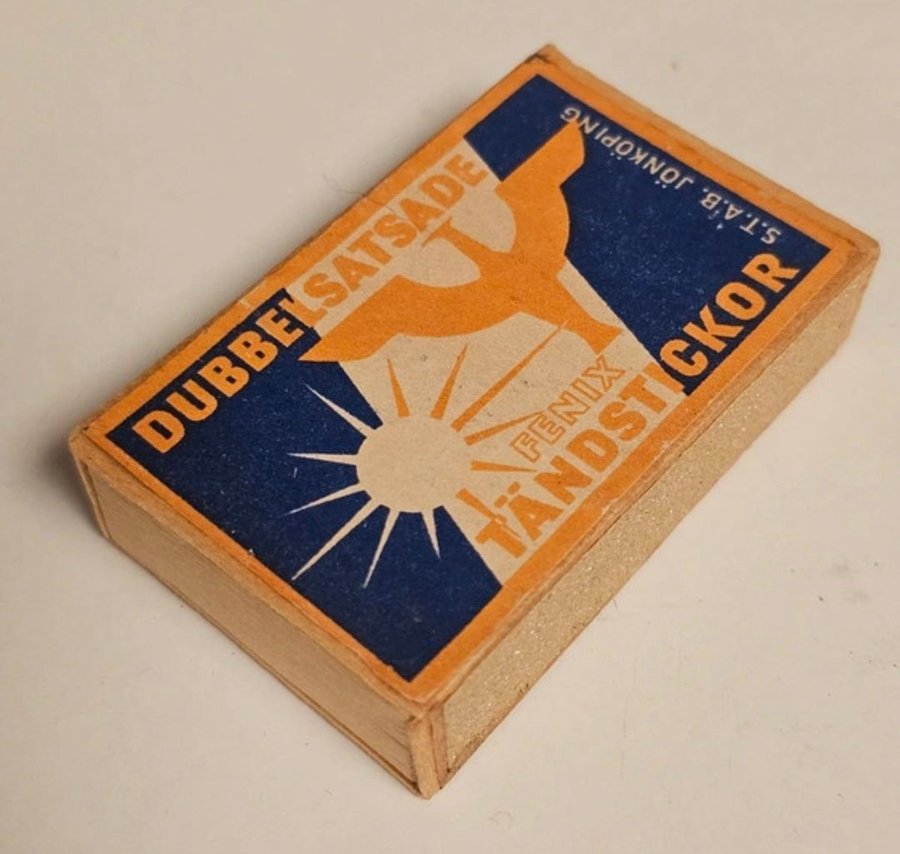 DUBBELSATSADE
FENIX
TÄNDSTICKOR
S.T.A.B. JÖNKÖPING